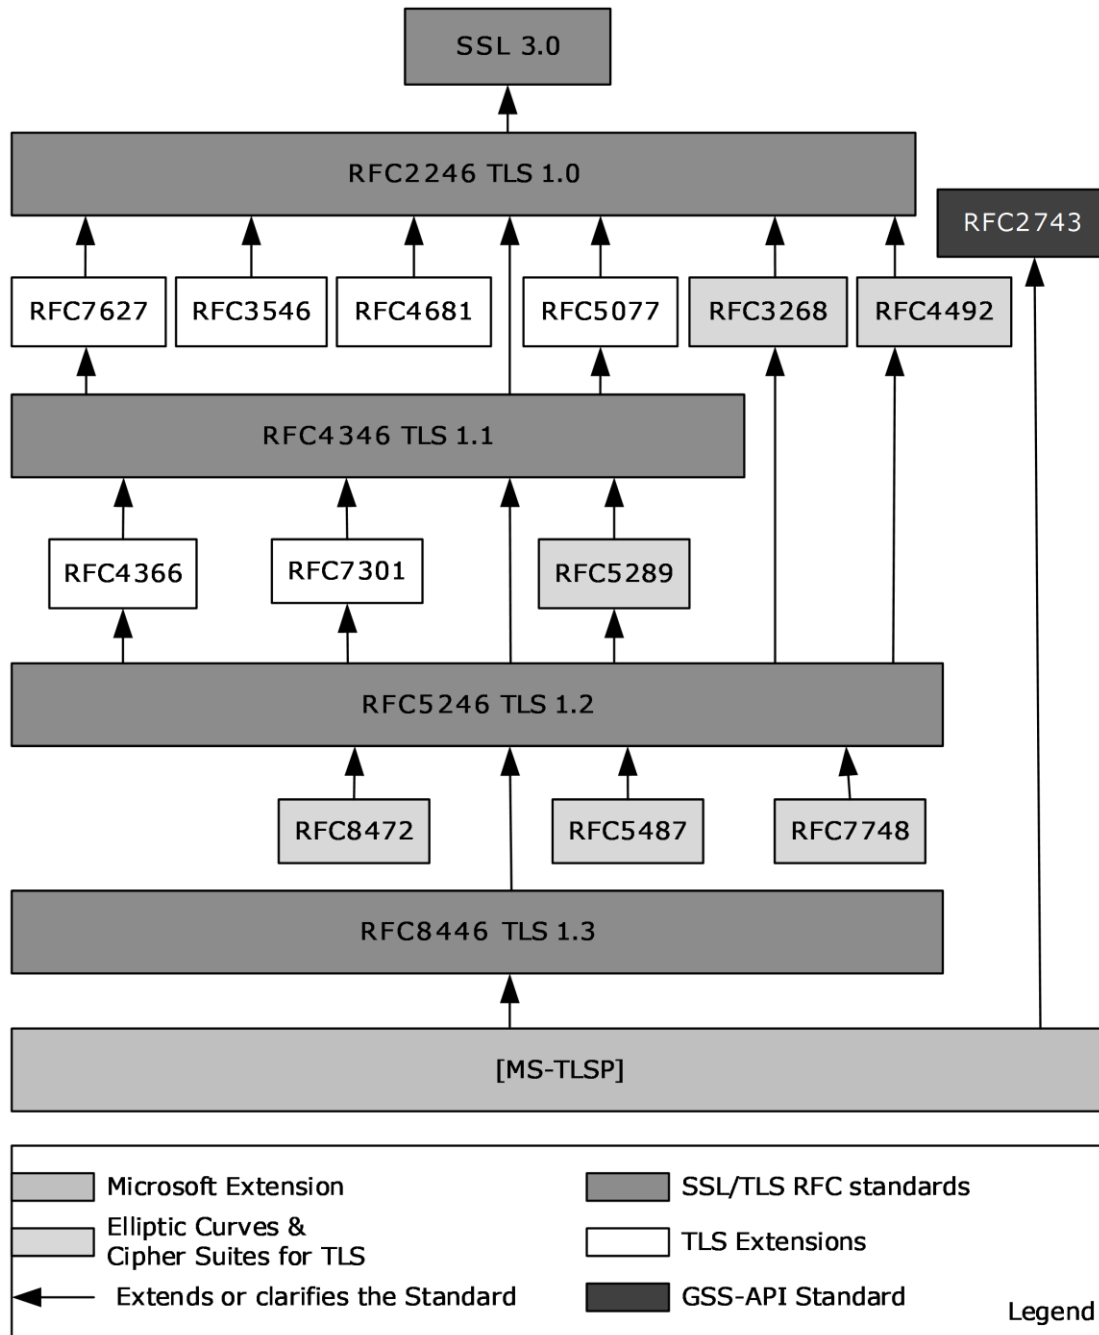 SSL 3.0
RFC2246 TLS 1.0
RFC2743
RFC7627
RFC3546
RFC4681
RFC5077
RFC3268
RFC4492
RFC4346 TLS 1.1
RFC4366
RFC7301
RFC5289
RFC5246 TLS 1.2
RFC8472
RFC5487
RFC7748
RFC8446 TLS 1.3
[MS-TLSP]
Microsoft Extension
SSL/TLS RFC standards
Elliptic Curves &
Cipher Suites for TLS
TLS Extensions
Extends or clarifies the Standard
GSS-API Standard
Legend